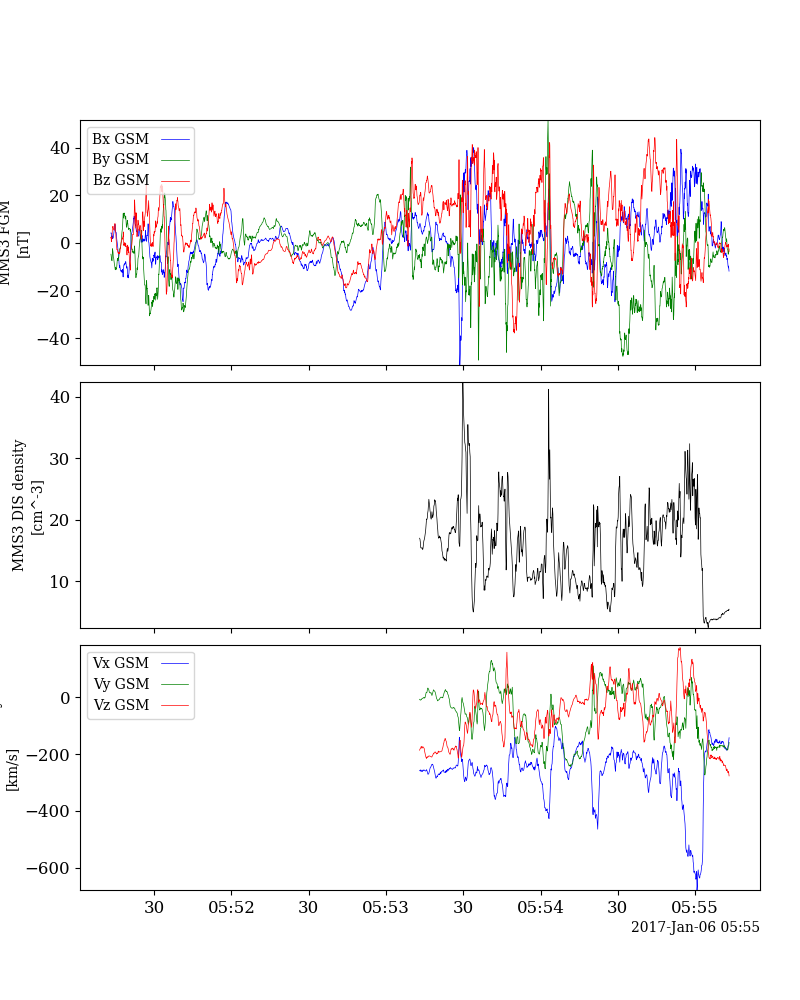 40
20
0
−20
−40
MMS3 FGM
[nT]
Bx GSM
By GSM
Bz GSM
40
30
20
10
MMS3 DIS density
[cm^-3]
0
−200
−400
−600
[km/s]
Vx GSM
Vy GSM
Vz GSM
30 05:52 30 05:53 30 05:54 30 05:55
2017-Jan-06 05:55